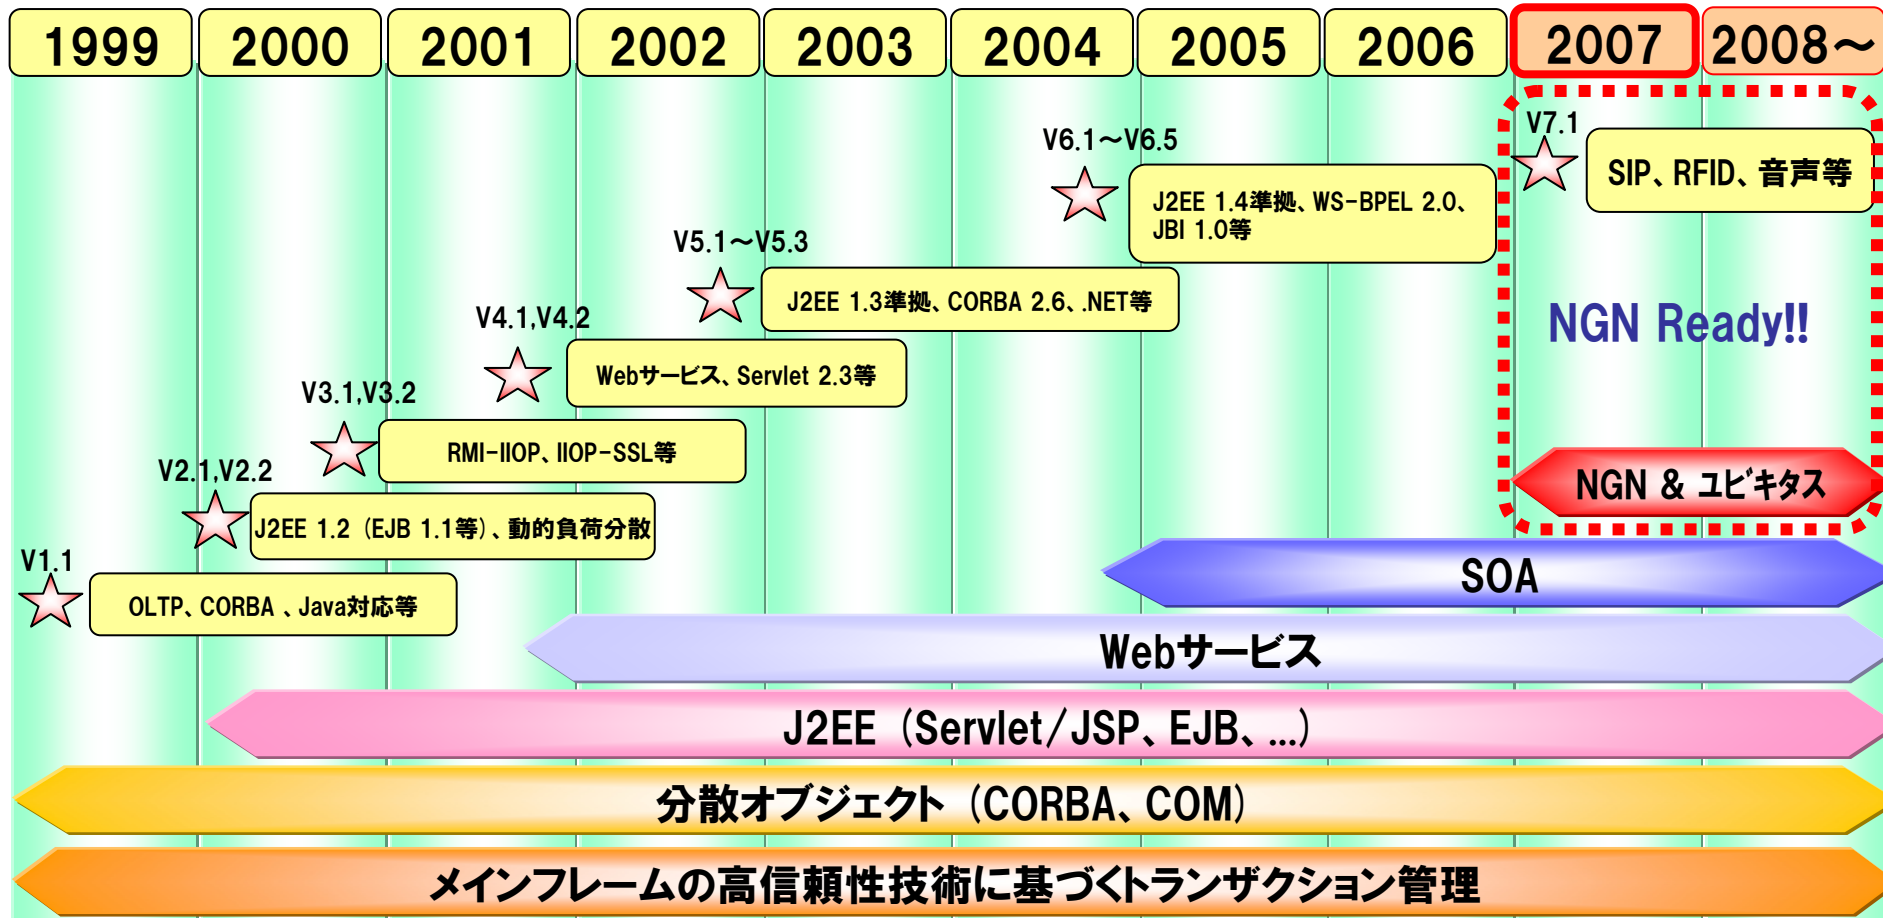 1999
2000
2001
2002
2003
2004
2005
2006
2007
2008～
V7.1
SIP、RFID、音声等
V6.1～V6.5
J2EE 1.4準拠、WS-BPEL 2.0、
JBI 1.0等
V5.1～V5.3
J2EE 1.3準拠、CORBA 2.6、.NET等
NGN Ready!!
V4.1,V4.2
Webサービス、Servlet 2.3等
V3.1,V3.2
RMI-IIOP、IIOP-SSL等
V2.1,V2.2
J2EE 1.2（EJB 1.1等）、動的負荷分散
V1.1
OLTP、CORBA 、Java対応等
NGN & ユビキタス
SOA
Webサービス
J2EE（Servlet/JSP、EJB、...）
分散オブジェクト（CORBA、COM）
メインフレームの高信頼性技術に基づくトランザクション管理